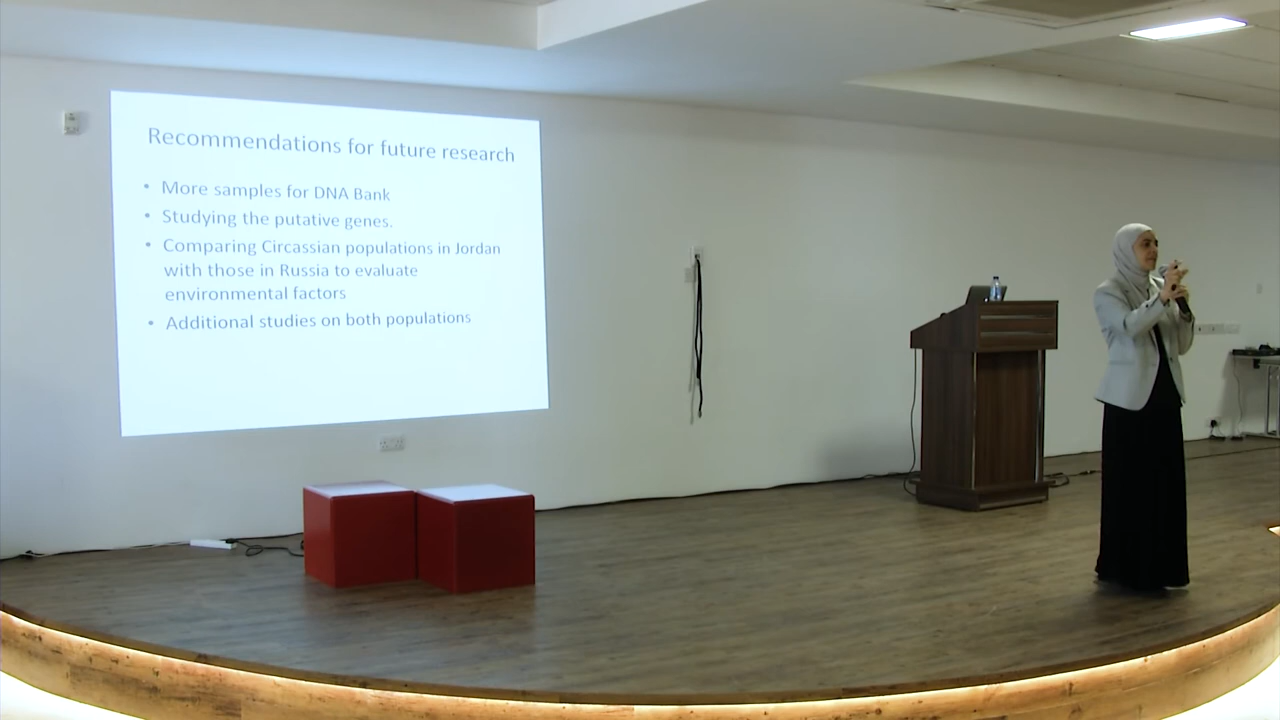 Recommendations for future research
• More samples for DNA Bank
• Studying the putative genes.
• Comparing Circassian populations in Jordan
with those in Russia to evaluate
environmental factors
• Additional studies on both populations